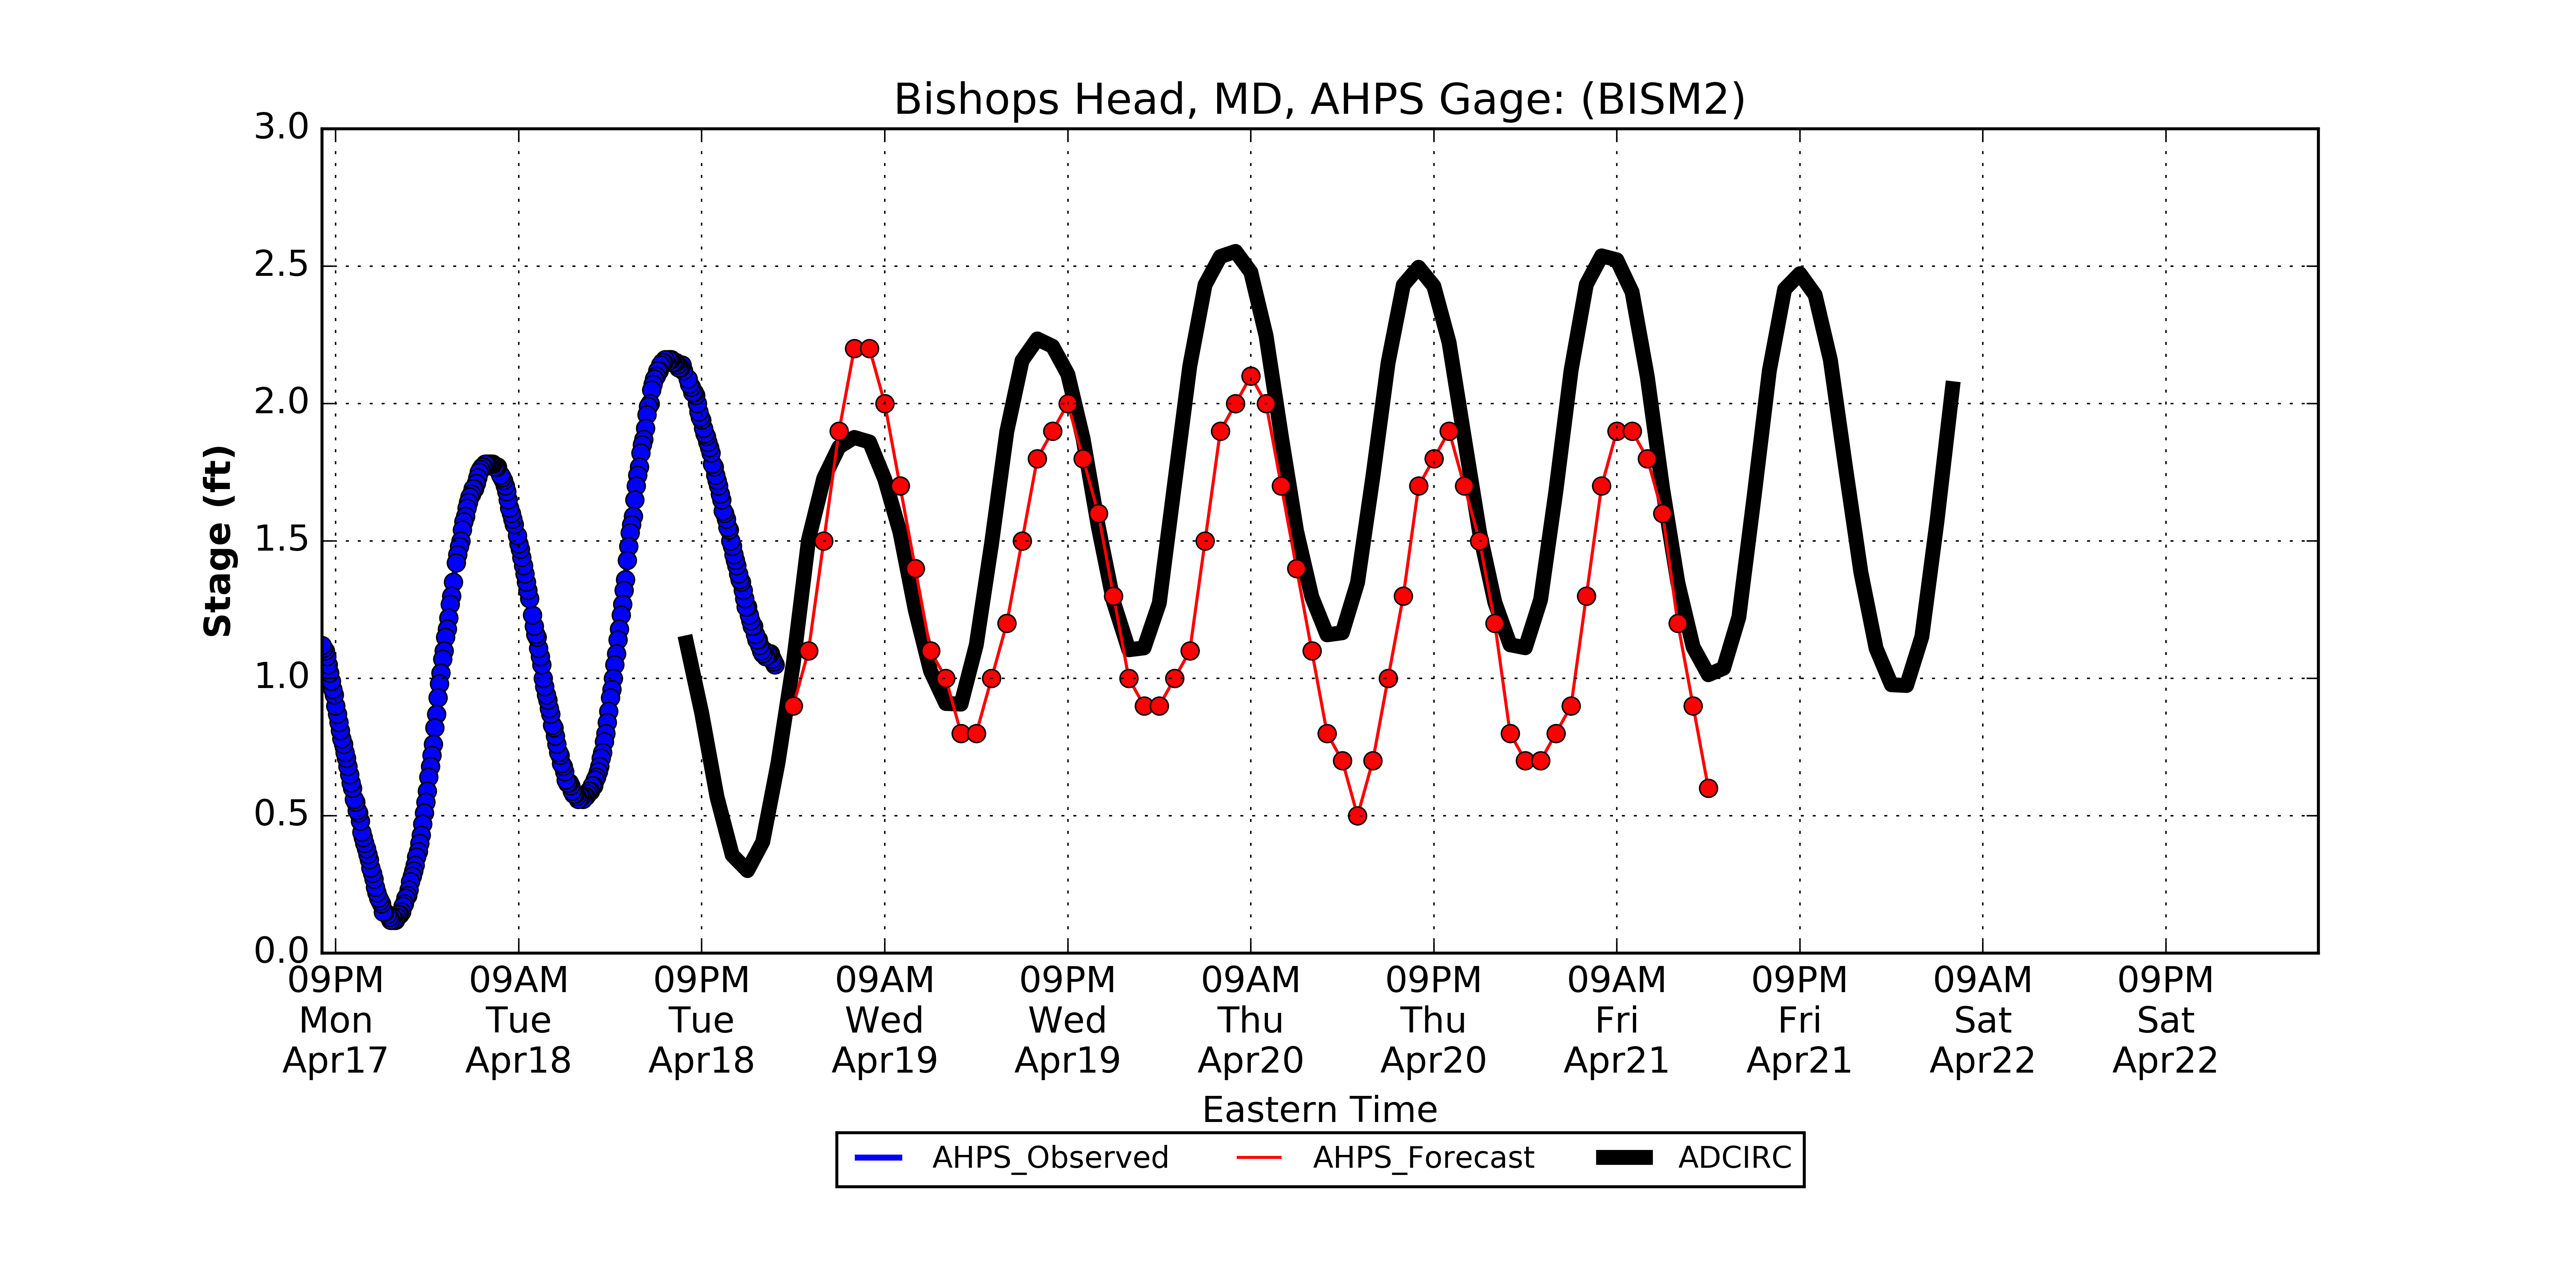 Bishops Head, MD, AHPS Gage: (BISM2)
3.0
2.5
2.0
1.5
1.0
0.5
0.0
Stage (ft)
09PM 09AM 09PM 09AM 09PM 09AM 09PM 09AM 09PM 09AM 09PM
Mon Tue Tue Wed Wed Thu Thu Fri Fri Sat Sat
Apr17 Apr18 Apr18 Apr19 Apr19 Apr20 Apr20 Apr21 Apr21 Apr22 Apr22
Eastern Time
AHPS_Observed AHPS_Forecast ADCIRC